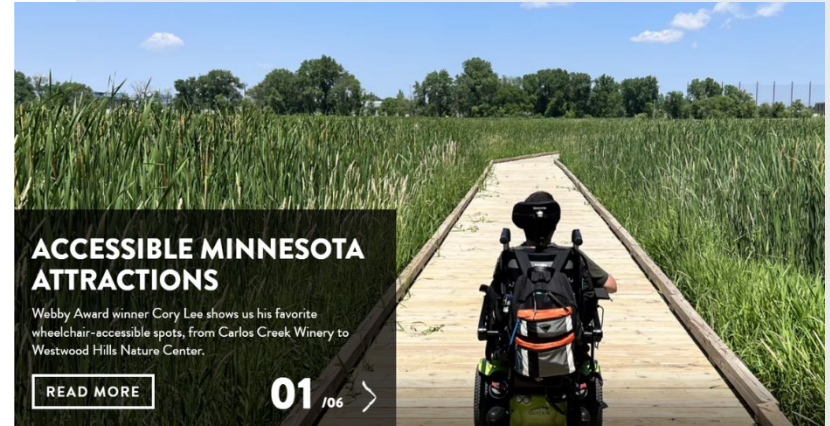 ACCESSIBLE MINNESOTA
ATTRACTIONS
Webby Award winner Cory Lee shows us his favorite
wheelchair-accessible spots, from Carlos Creek Winery to
Westwood Hills Nature Center.
READ MORE
01 /06